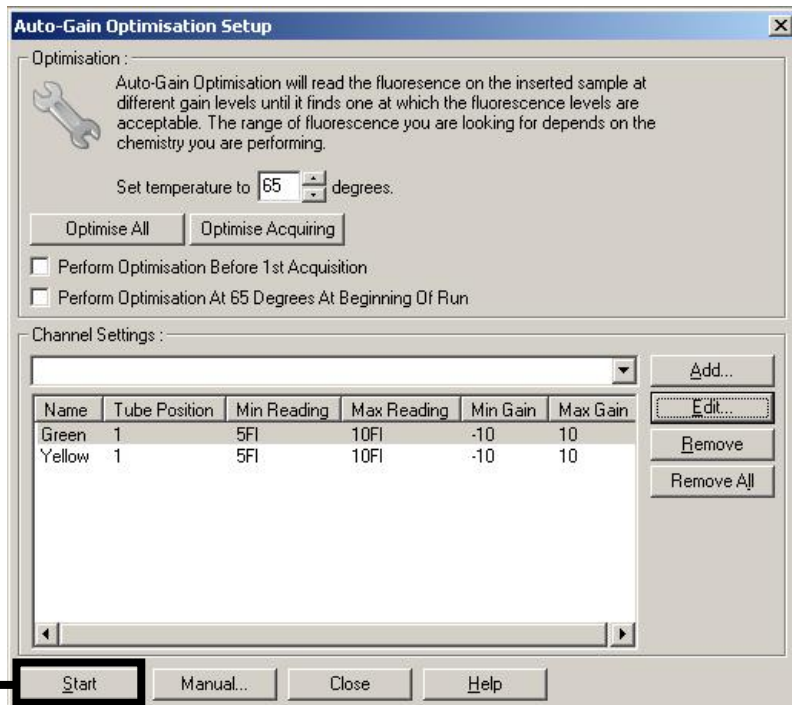 Auto-Gain Optimisation Setup
Optimisation :
Auto-Gain Optimisation will read the fluoresence on the inserted sample at
different gain levels until it finds one at which the fluorescence levels are
acceptable. The range of fluorescence you are looking for depends on the
chemistry you are performing.
Set temperature to 65 degrees.
Optimise All Optimise Acquiring
Perform Optimisation Before 1st Acquisition
Perform Optimisation At 65 Degrees At Beginning Of Run
Channel Settings :
Add...
Name Tube Position Min Reading Max Reading Min Gain Max Gain
Edit...
Green 1 5Fl 10Fl -10 10
Yellow 1 5Fl 10Fl -10 10
Remove
Remove All
Start Manual... Close Help